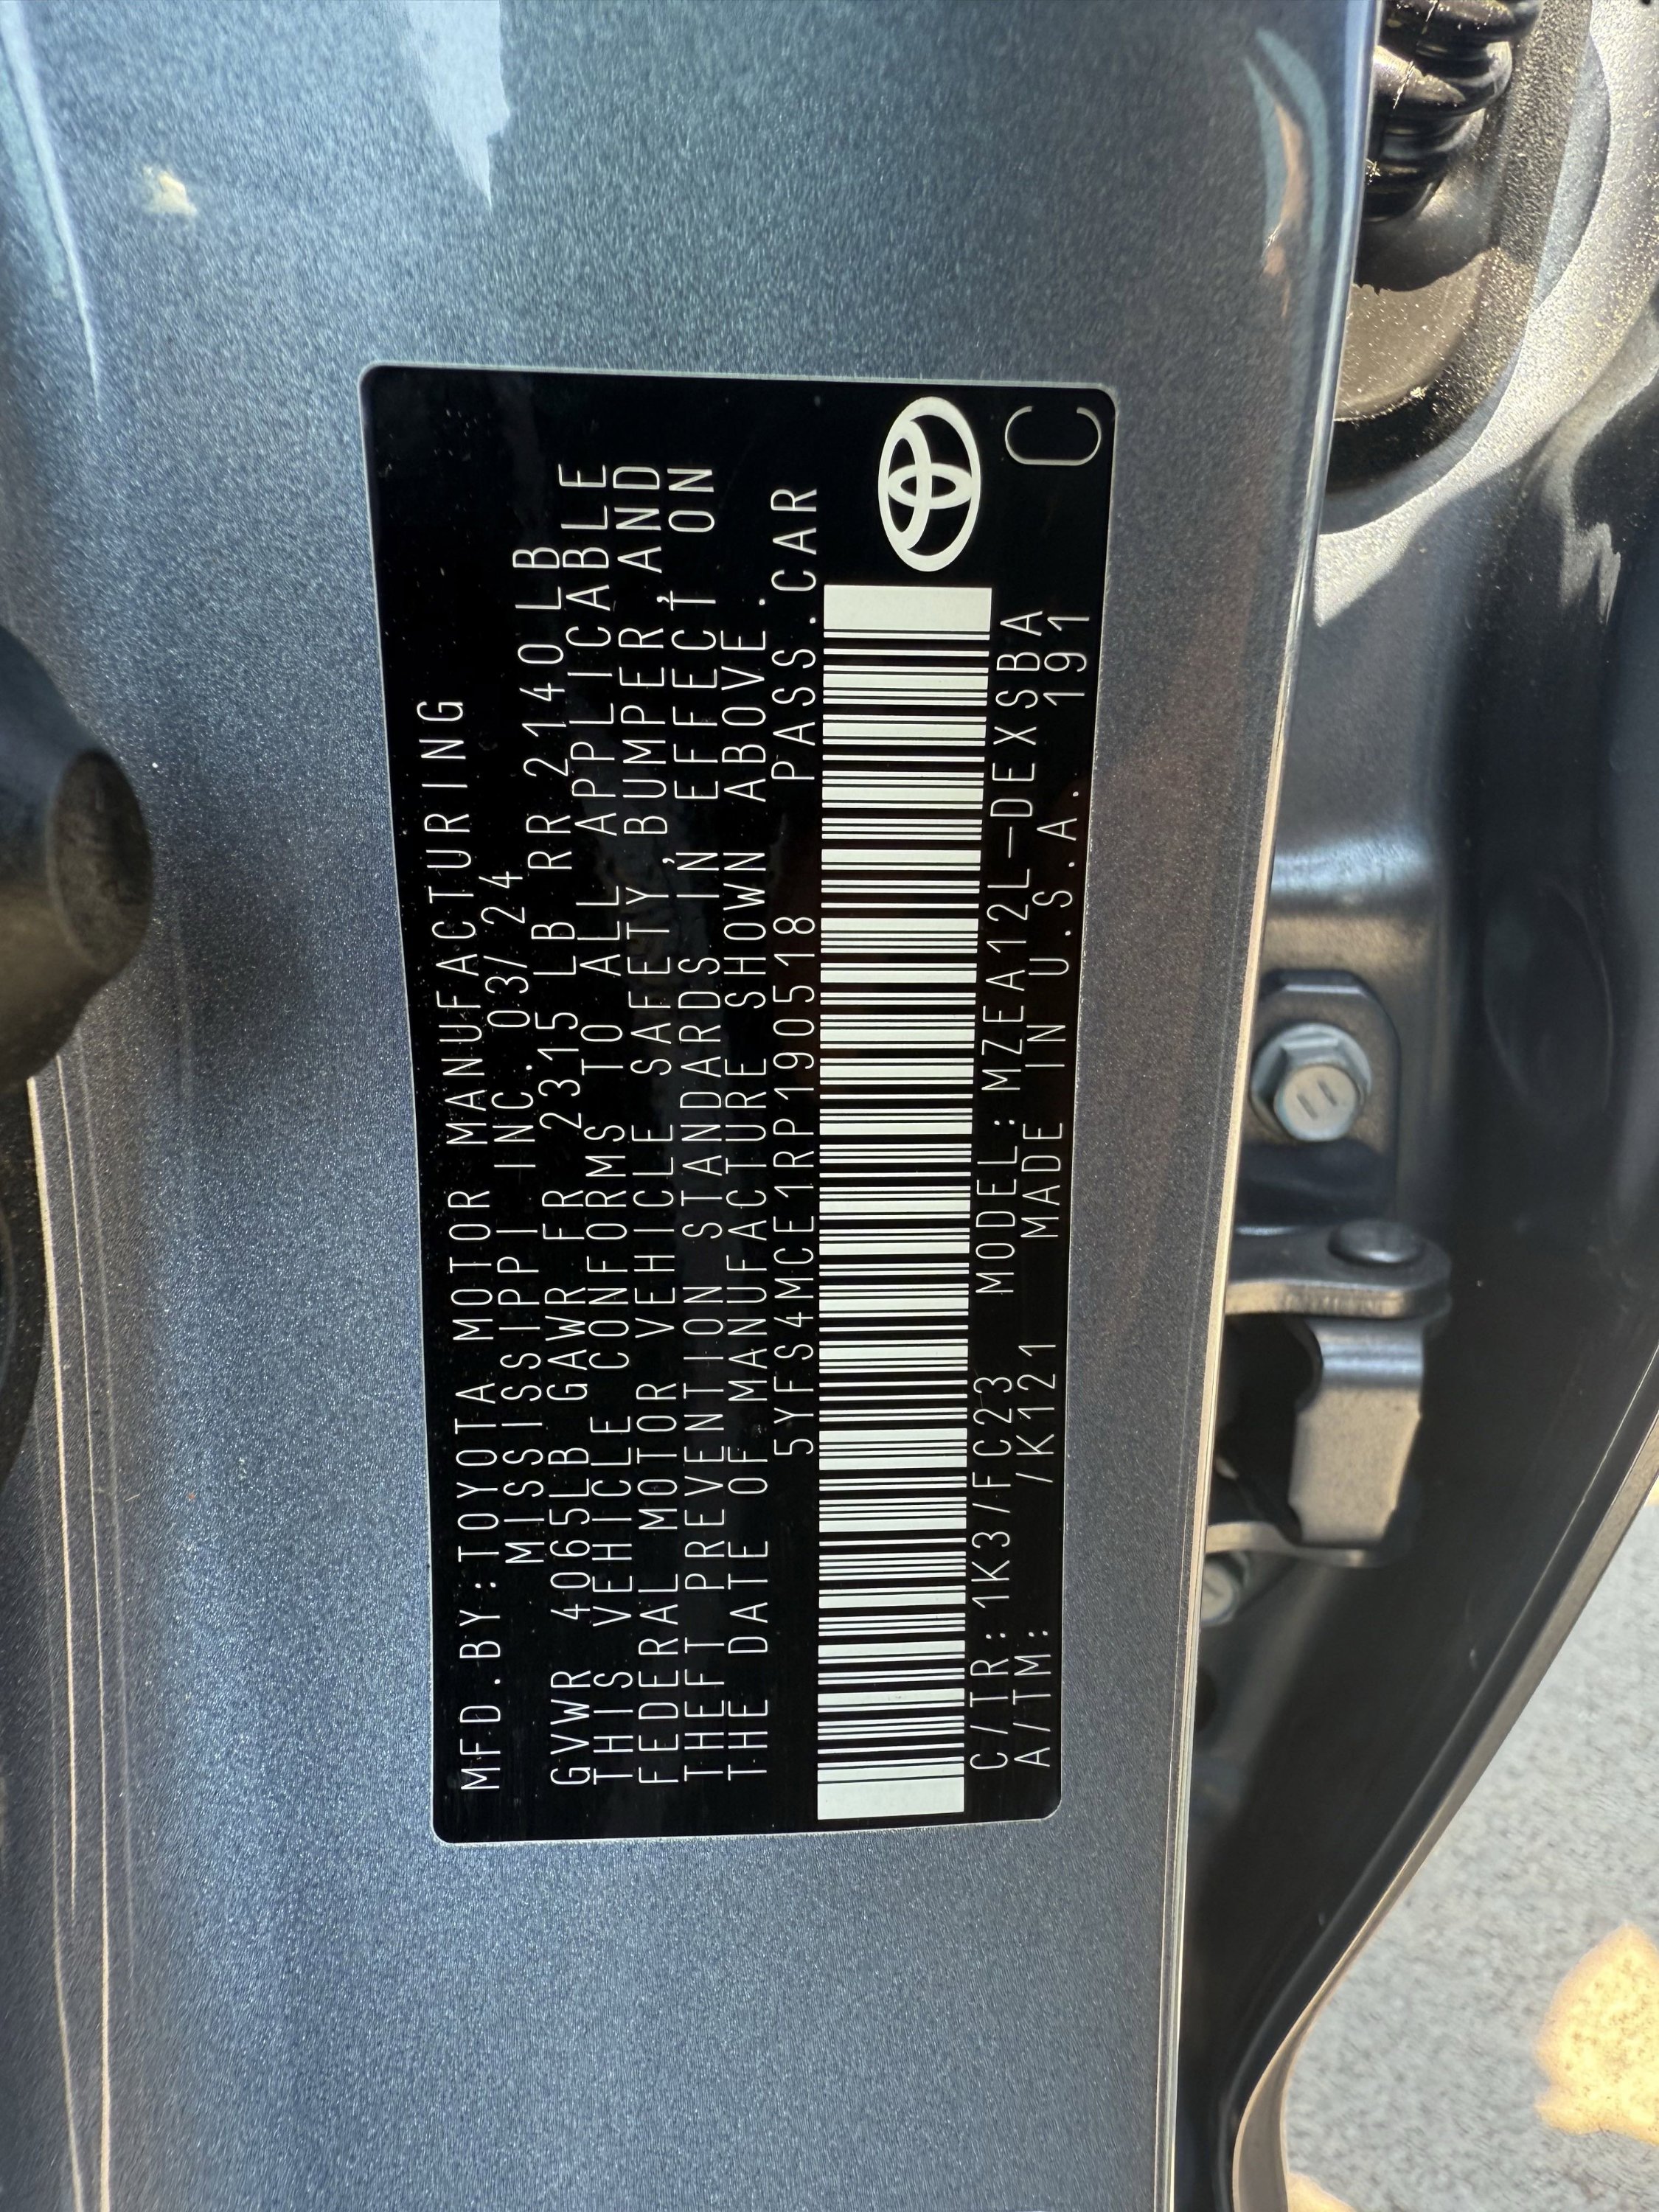 MFD.BY:TOYOTA MOTOR MANUFACTURING
MISSISSIPPI INC. 03/24
GVWR 4065LB GAWR FR 2315 LB RR 2140LB
THIS VEHICLE CONFORMS TO ALL APPLICABLE
FEDERAL MOTOR VEHICLE SAFETY, BUMPER, AND
THEFT PREVENTION STANDARDS IN EFFECT ON
THE DATE OF MANUFACTURE SHOWN ABOVE.
5YFS4MCE1RP190518 PASS.CAR
C/TR: 1K3/FC23 MODEL: MZEA12L-DEXSBA
A/TM: /K121 MADE IN U.S.A. 191
C